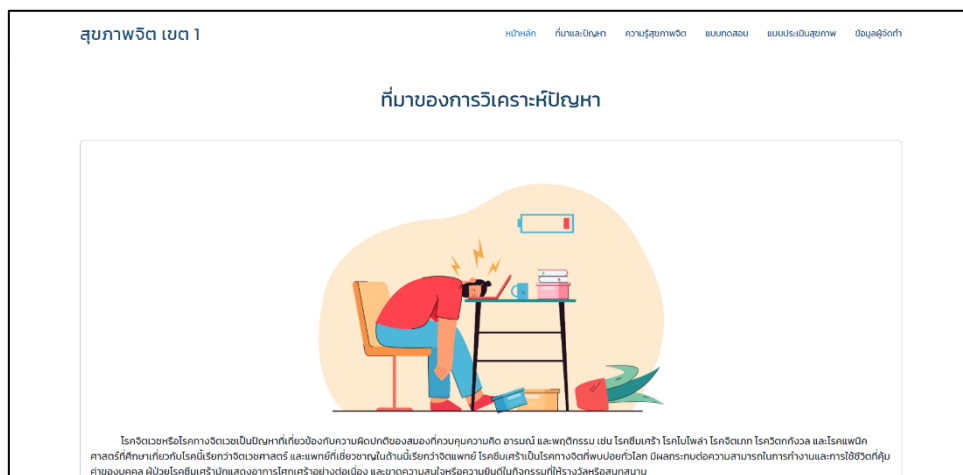 สุขภาพจิต เขต 1
หน้าหลัก ที่มาและปัญหา ความรู้สุขภาพจิต แบบทดสอบ แบบประเมินสุขภาพ ข้อมูลผู้จัดทำ
ที่มาของการวิเคราะห์ปัญหา
โรคจิตเวชหรือโรคทางจิตเวชเป็นปัญหาที่เกี่ยวข้องกับความผิดปกติของสมองที่ควบคุมความคิด อารมณ์ และพฤติกรรม เช่น โรคซึมเศร้า โรคไบโพล่า โรคจิตเภท โรควิตกกังวล และโรคแพนิค
ศาสตร์ที่ศึกษาเกี่ยวกับโรคนี้เรียกว่าจิตเวชศาสตร์ และแพทย์ที่เชี่ยวชาญในด้านนี้เรียกว่าจิตแพทย์ โรคซึมเศร้าเป็นโรคทางจิตที่พบบ่อยทั่วโลก มีผลกระทบต่อความสามารถในการทำงานและการใช้ชีวิตที่คุ้ม
ค่าของบุคคล ผู้ป่วยโรคซึมเศร้ามักแสดงอาการโศกเศร้าอย่างต่อเนื่อง และขาดความสนใจหรือความยินดีในกิจกรรมที่ให้รางวัลหรือสนุกสนาน